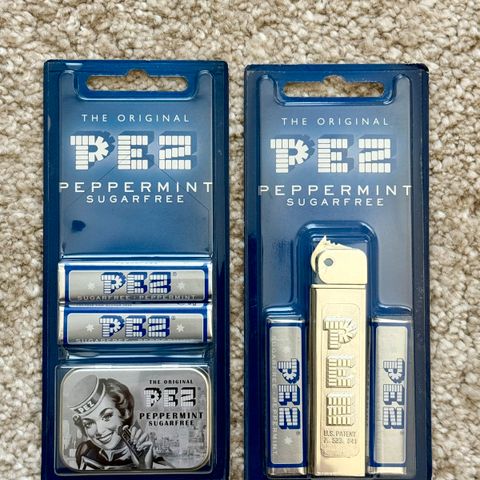 THE ORIGINAL
PEZ
PEPPERMINT
SUGARFREE
PEZ
SUGARFREE · PEPPERMINT
PEZ
PEZ
THE ORIGINAL
PEZ
PEPPERMINT
SUGARFREE
THE ORIGINAL
PEZ
PEPPERMINT
SUGARFREE
PEZ
PEZ
U.S. PATENT
PEZ